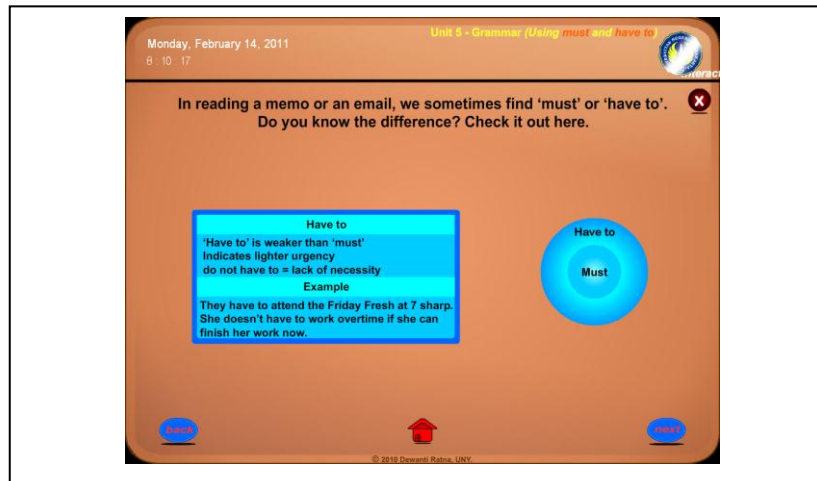 Monday, February 14, 2011
8 : 10 : 17
Unit 5 - Grammar (Using must and have to)
In reading a memo or an email, we sometimes find ‘must’ or ‘have to’.
Do you know the difference? Check it out here.
X
Have to
‘Have to’ is weaker than ‘must’
Indicates lighter urgency
do not have to = lack of necessity
Example
They have to attend the Friday Fresh at 7 sharp.
She doesn’t have to work overtime if she can
finish her work now.
Have to
Must
back
next
© 2010 Dewanti Ratna, UNY.